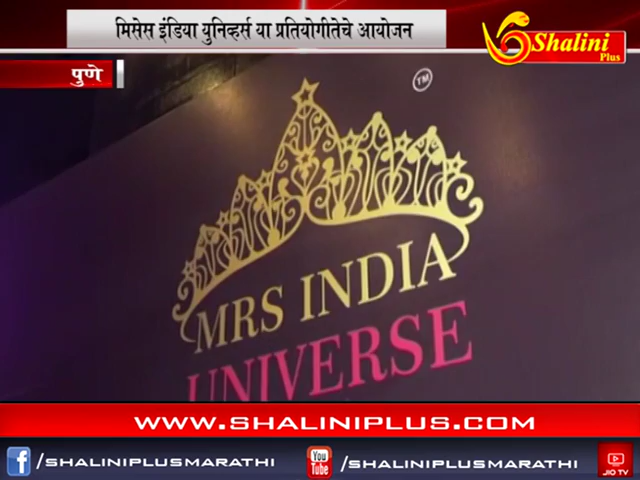 मिसेस इंडिया युनिव्हर्स या प्रतियोगीतेचे आयोजन
Shalini
Plus
पुणे
TM
MRS INDIA
UNIVERSE
WWW.SHALINIPLUS.COM
f /SHALINIPLUSMARATHI
You
Tube
/SHALINIPLUSMARATHI
JIO TV